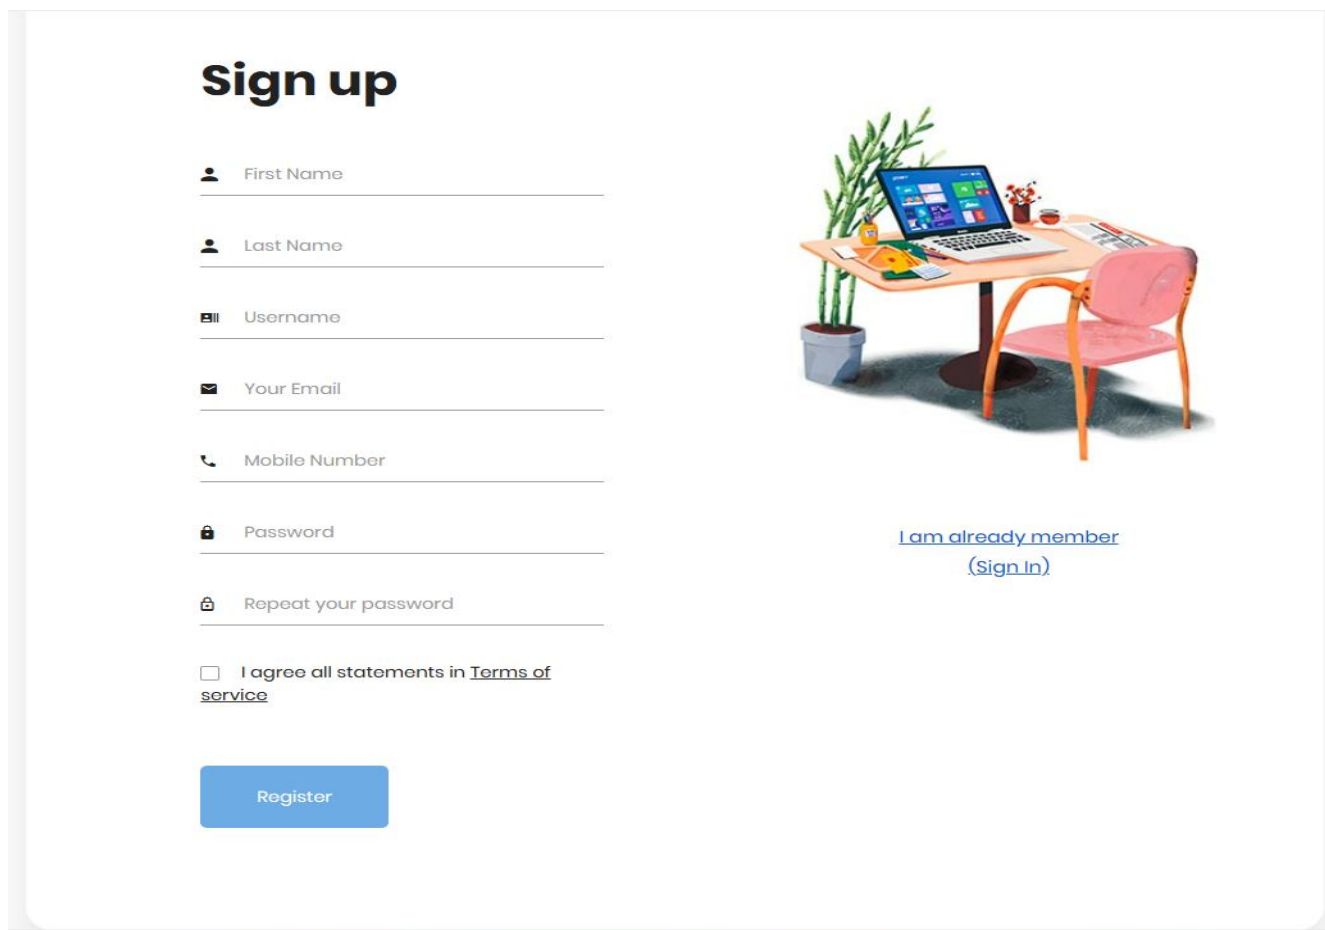 Sign up
First Name
Last Name
Username
Your Email
Mobile Number
Password
Repeat your password
I agree all statements in Terms of
service
Register
I am already member
(Sign In)